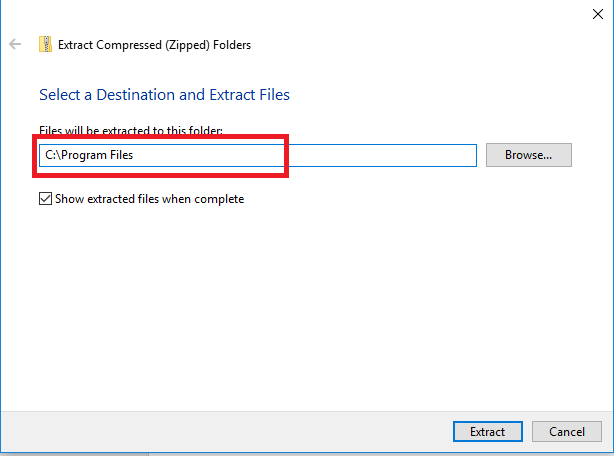 Extract Compressed (Zipped) Folders
Select a Destination and Extract Files
Files will be extracted to this folder:
C:\Program Files
Browse...
Show extracted files when complete
Extract
Cancel